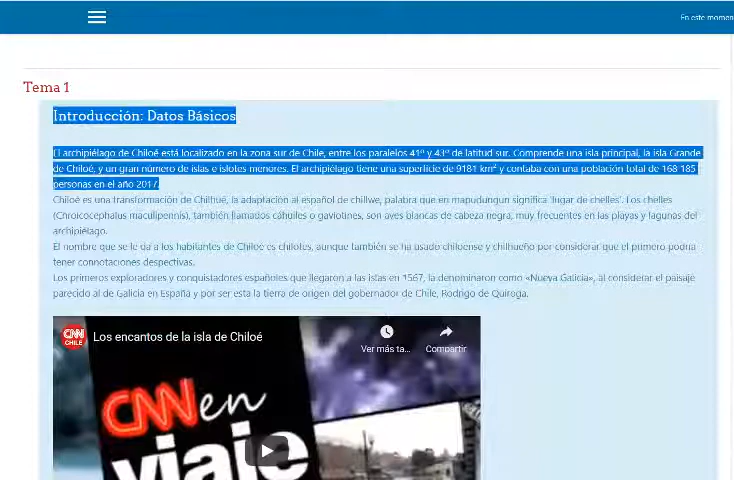 En este momen
Tema 1
Introducción: Datos Básicos
El archipiélago de Chiloé está localizado en la zona sur de Chile, entre los paralelos 41º y 43º de latitud sur. Comprende una isla principal, la isla Grande
de Chiloé, y un gran número de islas e islotes menores. El archipiélago tiene una superficie de 9181 km² y contaba con una población total de 168 185
personas en el año 2017.
Chiloé es una transformación de Chilhué, la adaptación al español de chillwe, palabra que en mapudungun significa 'lugar de chelles'. Los chelles
(Chroicocephalus maculipennis), también llamados cáhuiles o gaviotines, son aves blancas de cabeza negra, muy frecuentes en las playas y lagunas del
archipiélago.
El nombre que se le da a los habitantes de Chiloé es chilotes, aunque también se ha usado chiloense y chilhueño por considerar que el primero podría
tener connotaciones despectivas.
Los primeros exploradores y conquistadores españoles que llegaron a las islas en 1567, la denominaron como «Nueva Galicia», al considerar el paisaje
parecido al de Galicia en España y por ser esta la tierra de origen del gobernador de Chile, Rodrigo de Quiroga.
CNN CHILE
Los encantos de la isla de Chiloé
Ver más ta...
Compartir
CNN en
viaje